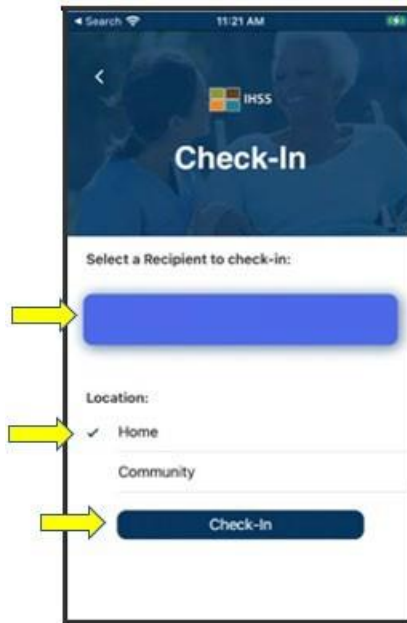 Search
11:21 AM
IHSS
Check-In
Select a Recipient to check-in:
Location:
Home
Community
Check-In